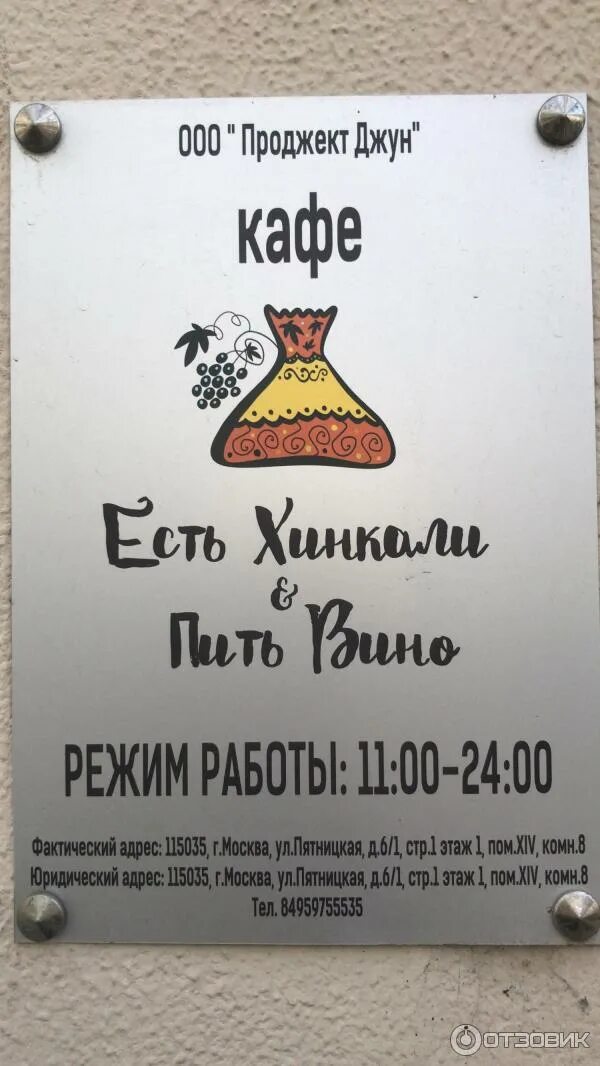 ООО " Проджект Джун"
кафе
Есть Хинкали
&
Пить Вино
РЕЖИМ РАБОТЫ: 11:00-24:00
Фактический адрес: 115035, г.Москва, ул.Пятницкая, д.6/1, стр.1 этаж 1, пом.XIV, комн.8
Юридический адрес: 115035, г.Москва, ул.Пятницкая, д.6/1, стр.1 этаж 1, пом.XIV, комн.8
Тел. 84959755535
ОТЗОВИК